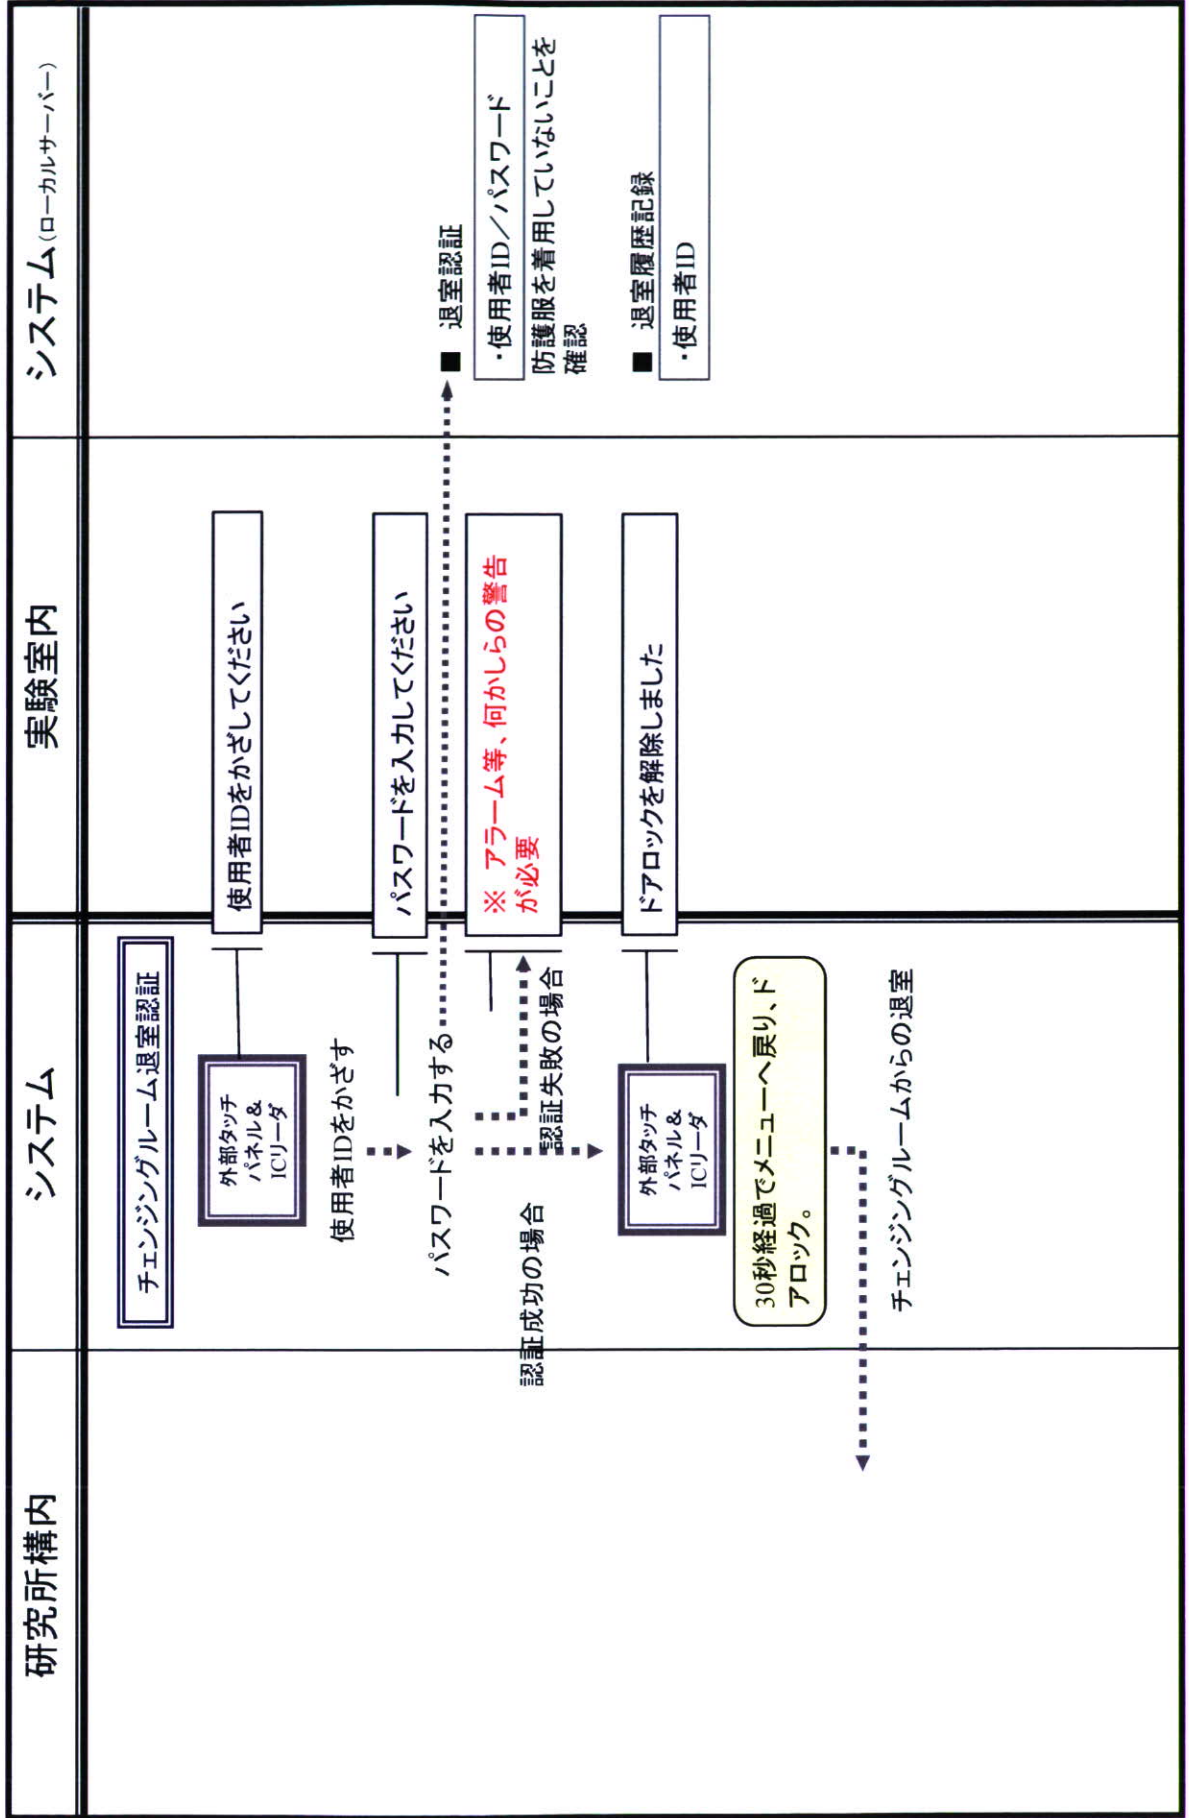 研究所構内
システム
実験室内
システム(ローカルサーバー)
チェンジングルーム退室認証
外部タッチ
パネル&
ICリーダ
使用者IDをかざしてください
使用者IDをかざす
パスワードを入力してください
パスワードを入力する
■ 退室認証
・使用者ID/パスワード
防護服を着用していないことを
確認
※ アラーム等、何かしらの警告
が必要
認証成功の場合
認証失敗の場合
外部タッチ
パネル&
ICリーダ
ドアロックを解除しました
■ 退室履歴記録
・使用者ID
30秒経過でメニューへ戻り、ド
アロック。
チェンジングルームからの退室